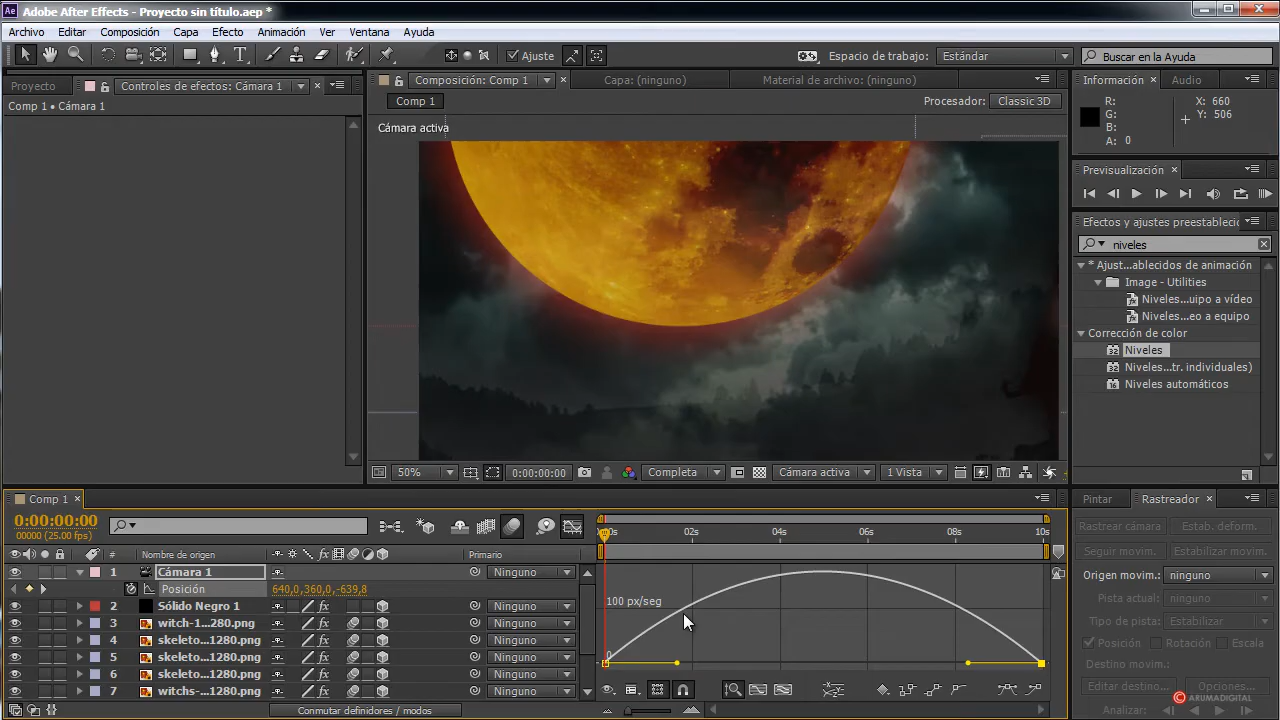 Adobe After Effects - Proyecto sin título.aep *
Archivo Editar Composición Capa Efecto Animación Ver Ventana Ayuda
Ajuste Espacio de trabajo: Estándar Buscar en la Ayuda
Proyecto Controles de efectos: Cámara 1 Composición: Comp 1 Capa: (ninguno) Material de archivo: (ninguno) Información Audio
Comp 1 • Cámara 1 Comp 1 Procesador: Classic 3D
R: X: 660
G: Y: 506
B:
A: 0
Cámara activa
Previsualización
Efectos y ajustes preestableci
niveles
* Ajust...ablecidos de animación
Image - Utilities
Niveles...uipo a vídeo
Niveles...eo a equipo
Corrección de color
Niveles
Niveles...tr. individuales)
Niveles automáticos
50% 0:00:00:00 Completa Cámara activa 1 Vista
Comp 1 Pintar Rastreador
0:00:00:00
00000 (25.00 fps)
02s 04s 06s 08s 10s
# Nombre de origen Primario
1 Cámara 1 Ninguno
Posición 640,0,360,0,-639,8
2 Sólido Negro 1 Ninguno
3 witch-1...280.png Ninguno
4 skeleto...1280.png Ninguno
5 skeleto...1280.png Ninguno
6 skeleto...1280.png Ninguno
7 witchs-...1280.png Ninguno
100 px/seg
0
Conmutar definidores / modos
Rastrear cámara Estab. deform.
Seguir movim. Estabilizar movim.
Origen movim.: ninguno
Pista actual: ninguno
Tipo de pista: Estabilizar
Posición Rotación Escala
Destino movim.:
Editar destino... Opciones...
Analizar:
© ARUMADIGITAL